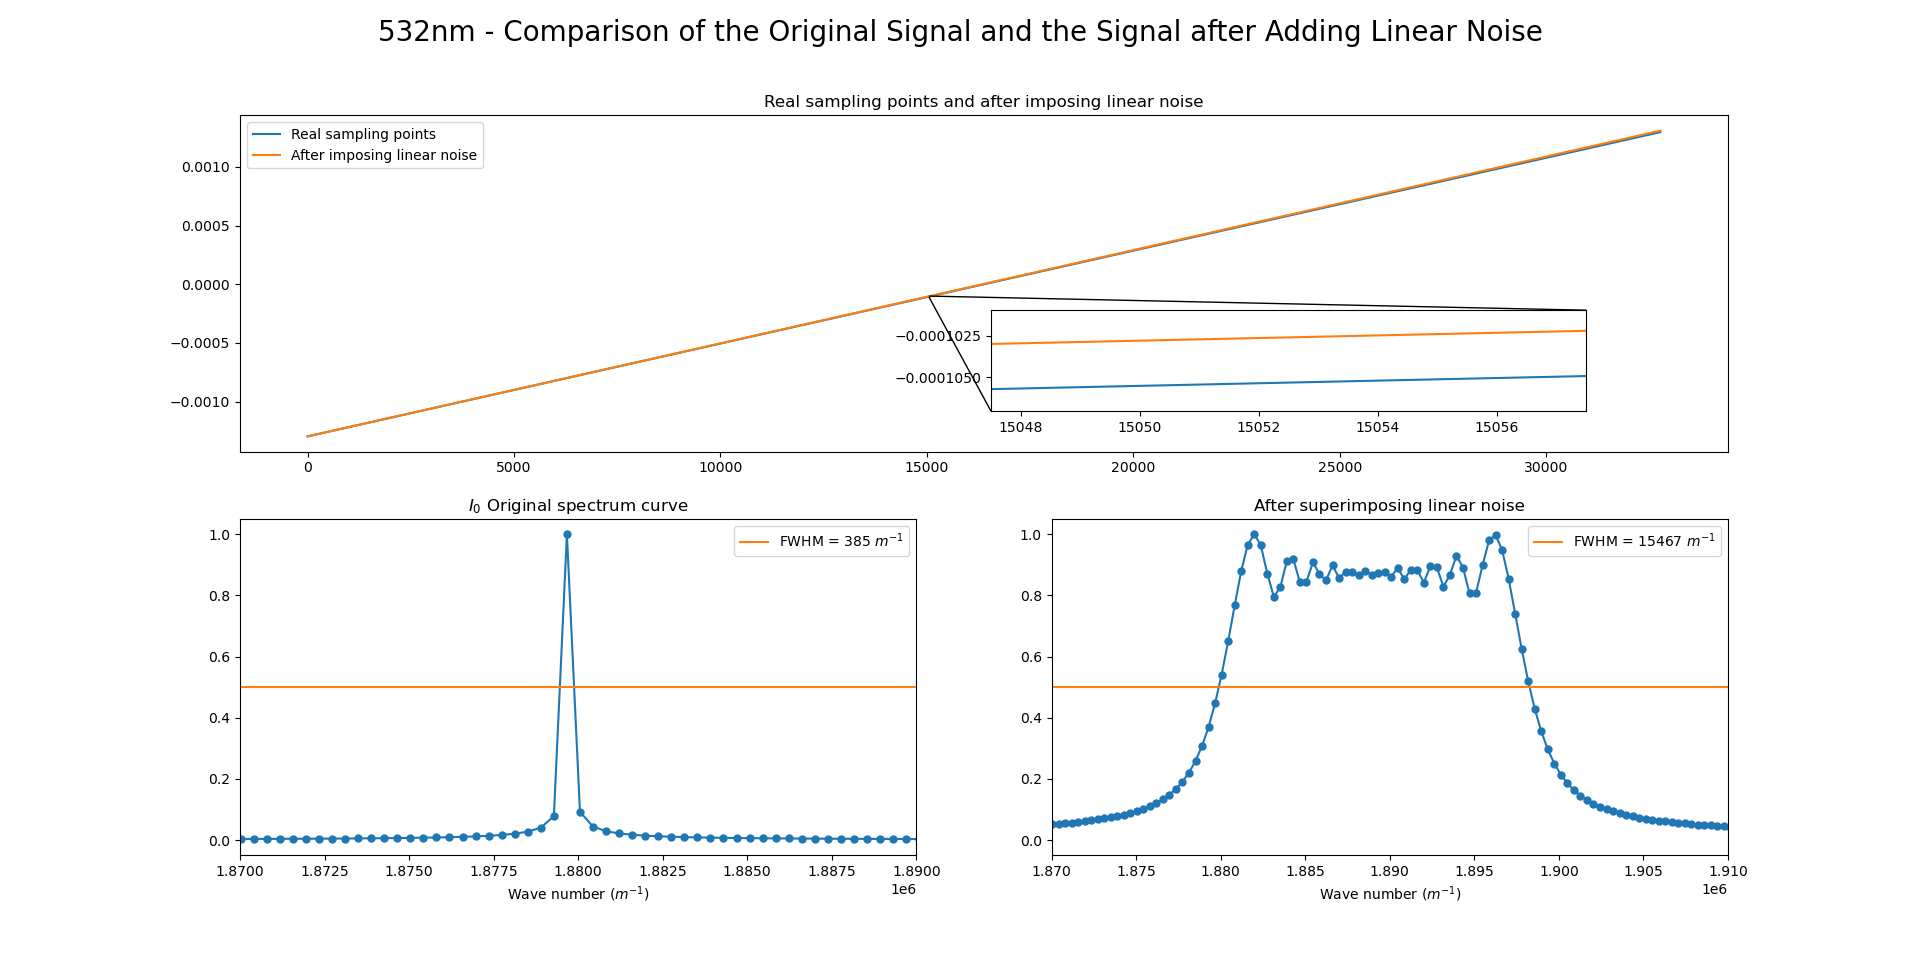 532nm - Comparison of the Original Signal and the Signal after Adding Linear Noise
Real sampling points and after imposing linear noise
Real sampling points
After imposing linear noise
0.0010
0.0005
0.0000
−0.0005
−0.0010
−0.0001025
−0.0001050
15048 15050 15052 15054 15056
0 5000 10000 15000 20000 25000 30000
I₀ Original spectrum curve
FWHM = 385 m⁻¹
1.0
0.8
0.6
0.4
0.2
0.0
1.8700 1.8725 1.8750 1.8775 1.8800 1.8825 1.8850 1.8875 1.8900
1e6
Wave number (m⁻¹)
After superimposing linear noise
FWHM = 15467 m⁻¹
1.0
0.8
0.6
0.4
0.2
0.0
1.870 1.875 1.880 1.885 1.890 1.895 1.900 1.905 1.910
1e6
Wave number (m⁻¹)